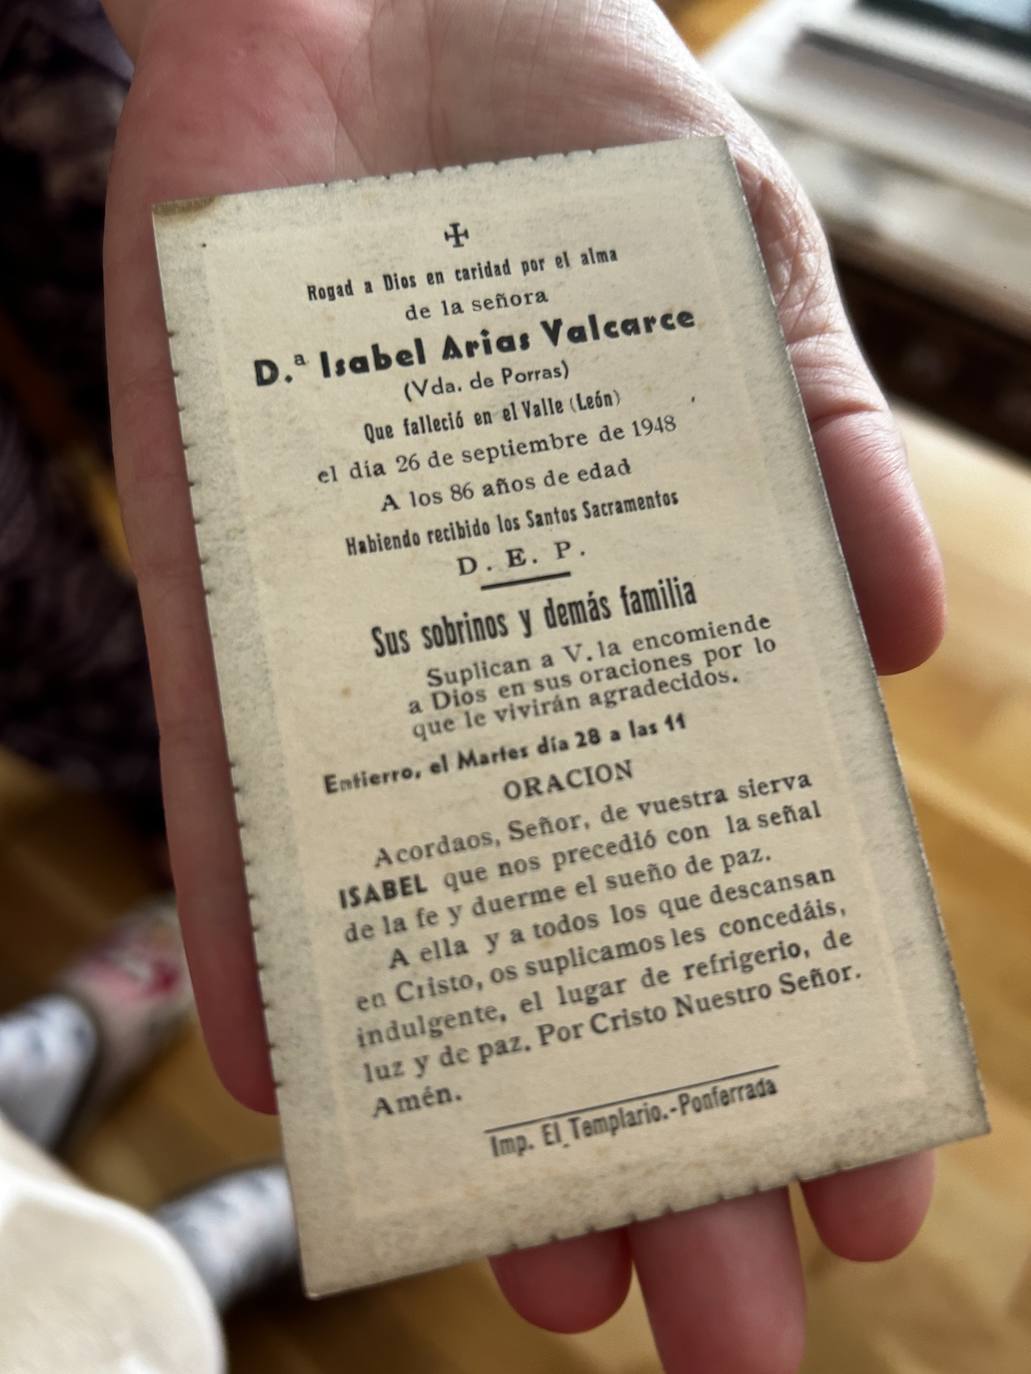 ✠
Rogad a Dios en caridad por el alma
de la señora
D.ª Isabel Arias Valcarce
(Vda. de Porras)
Que falleció en el Valle (León)
el día 26 de septiembre de 1948
A los 86 años de edad
Habiendo recibido los Santos Sacramentos
D. E. P.
Sus sobrinos y demás familia
Suplican a V. la encomiende
a Dios en sus oraciones por lo
que le vivirán agradecidos.
Entierro, el Martes día 28 a las 11
ORACION
Acordaos, Señor, de vuestra sierva
ISABEL que nos precedió con la señal
de la fe y duerme el sueño de paz.
A ella y a todos los que descansan
en Cristo, os suplicamos les concedáis,
indulgente, el lugar de refrigerio, de
luz y de paz. Por Cristo Nuestro Señor.
Amén.
Imp. El Templario.-Ponferrada